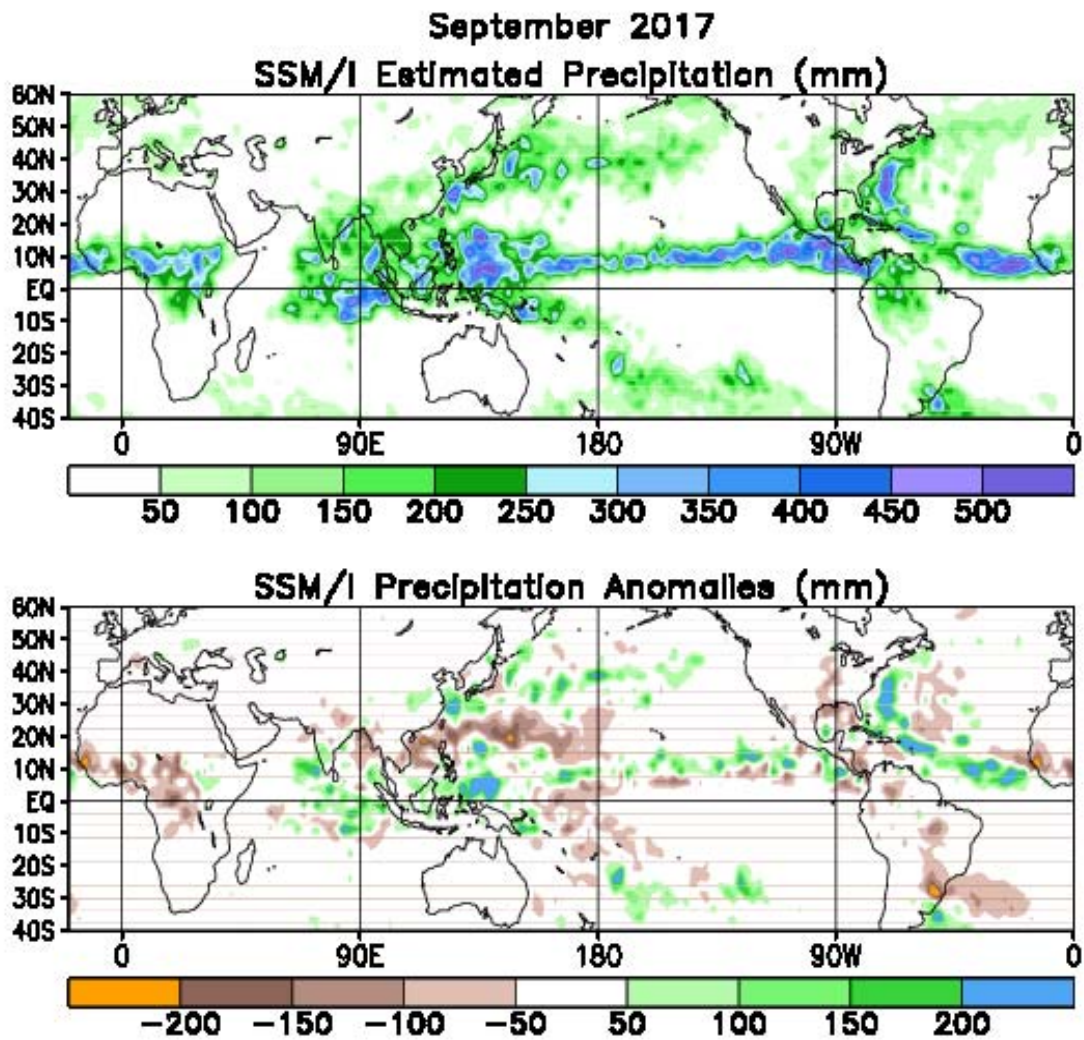 September 2017
SSM/I Estimated Precipitation (mm)
60N
50N
40N
30N
20N
10N
EQ
10S
20S
30S
40S
0 90E 180 90W 0
50 100 150 200 250 300 350 400 450 500
SSM/I Precipitation Anomalies (mm)
60N
50N
40N
30N
20N
10N
EQ
10S
20S
30S
40S
0 90E 180 90W 0
-200 -150 -100 -50 50 100 150 200